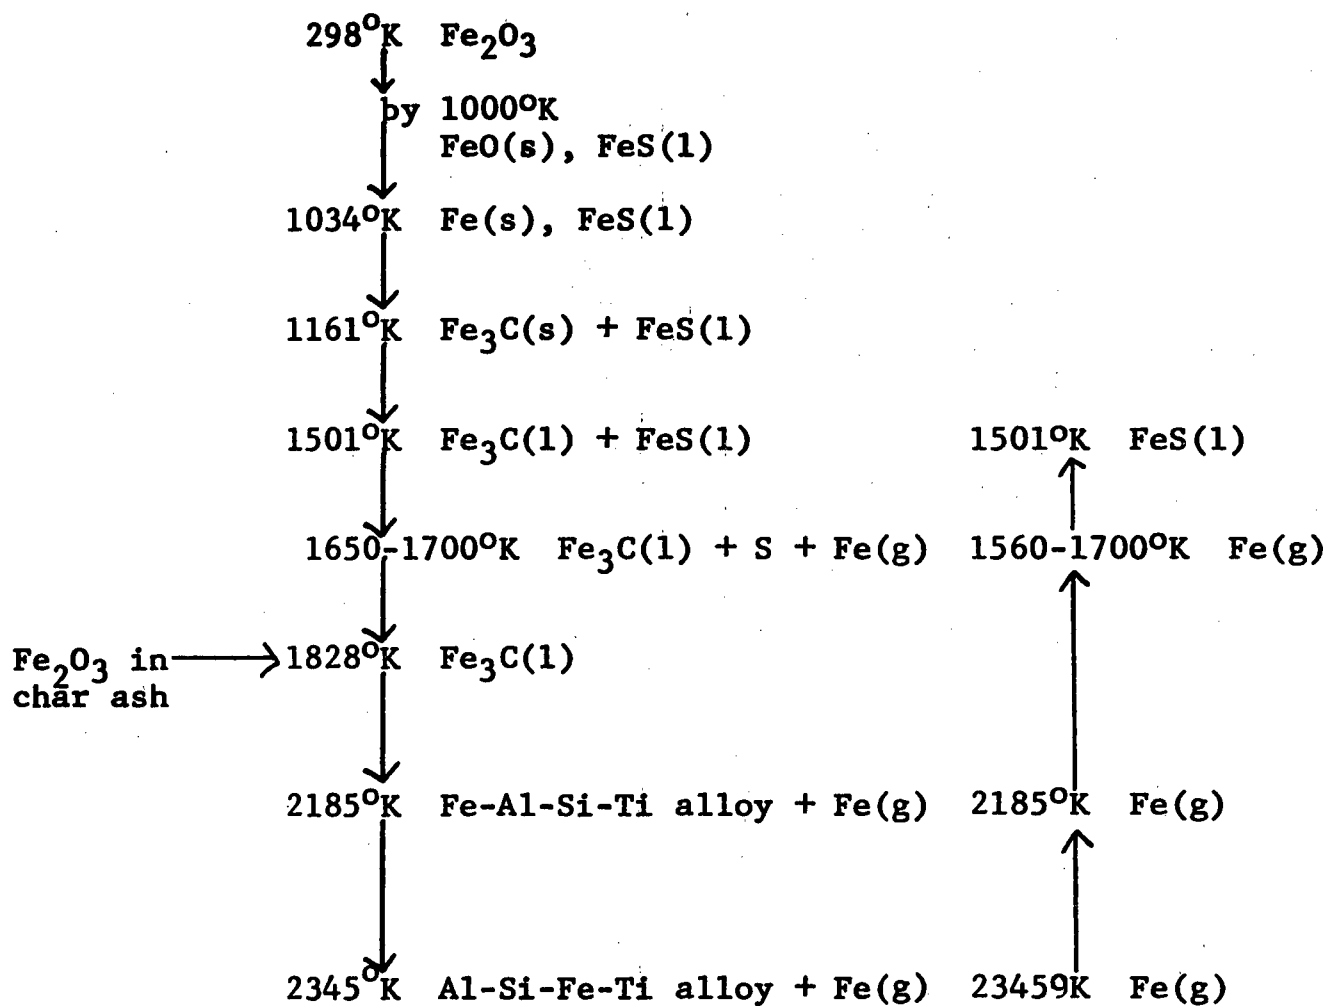 298°K Fe₂O₃
by 1000°K
FeO(s), FeS(l)
1034°K Fe(s), FeS(l)
1161°K Fe₃C(s) + FeS(l)
1501°K Fe₃C(l) + FeS(l) 1501°K FeS(l)
1650-1700°K Fe₃C(l) + S + Fe(g) 1560-1700°K Fe(g)
Fe₂O₃ in 1828°K Fe₃C(l)
char ash
2185°K Fe-Al-Si-Ti alloy + Fe(g) 2185°K Fe(g)
2345°K Al-Si-Fe-Ti alloy + Fe(g) 23459K Fe(g)